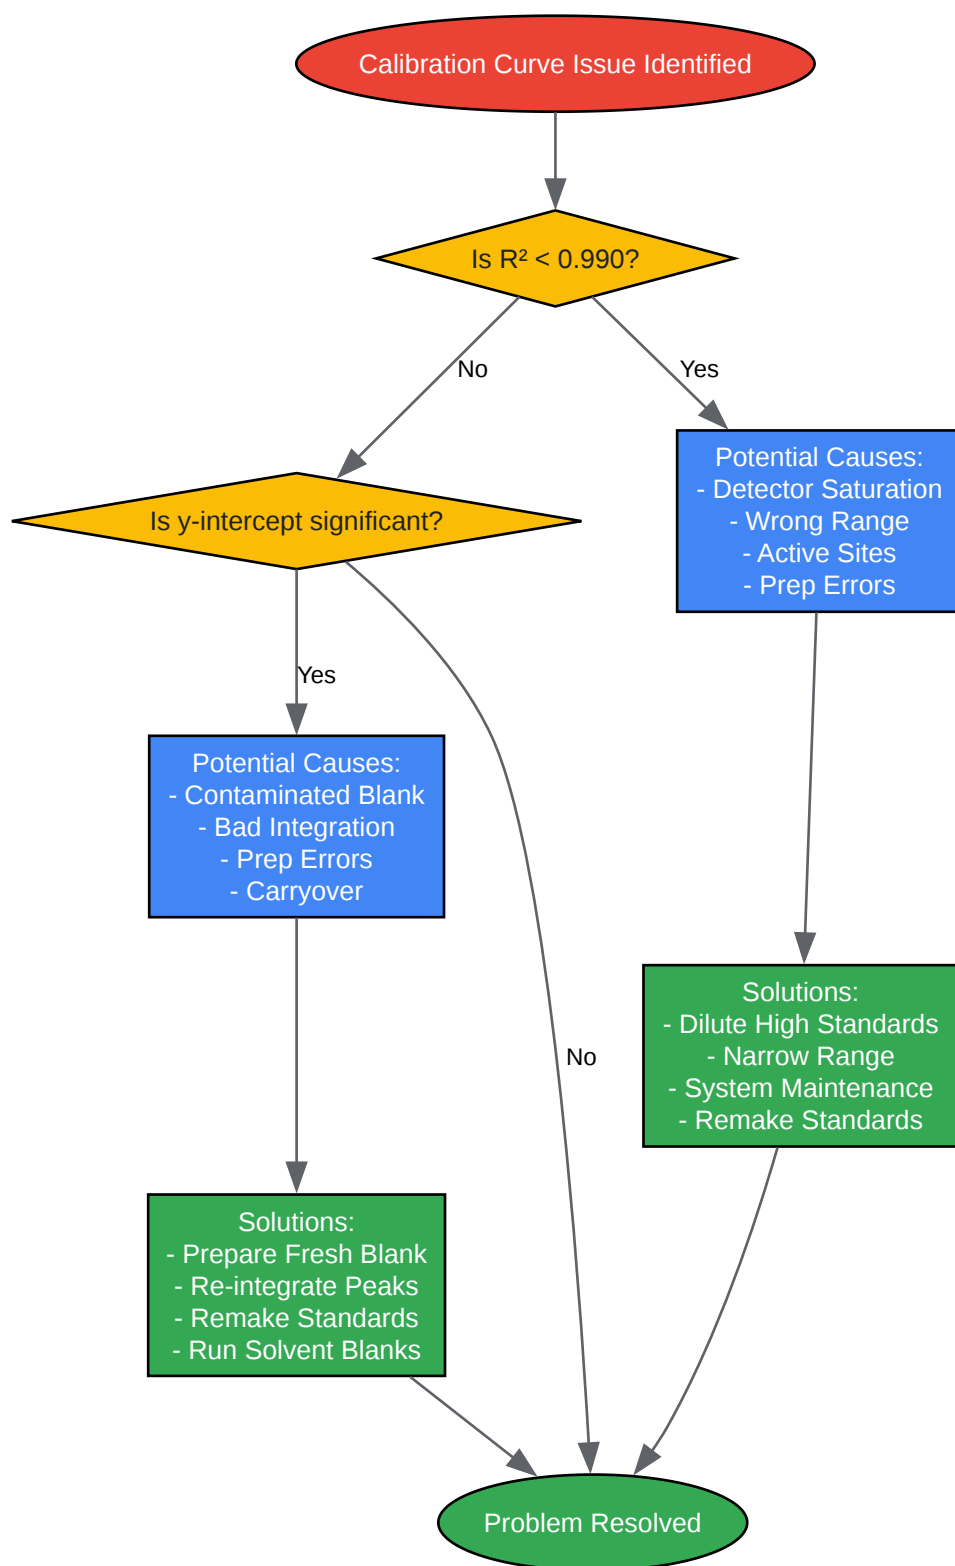 Calibration Curve Issue Identified
Is R² < 0.990?
No
Yes
Potential Causes:
- Detector Saturation
- Wrong Range
- Active Sites
- Prep Errors
Is y-intercept significant?
Yes
Potential Causes:
- Contaminated Blank
- Bad Integration
- Prep Errors
- Carryover
Solutions:
- Dilute High Standards
- Narrow Range
- System Maintenance
- Remake Standards
No
Solutions:
- Prepare Fresh Blank
- Re-integrate Peaks
- Remake Standards
- Run Solvent Blanks
Problem Resolved